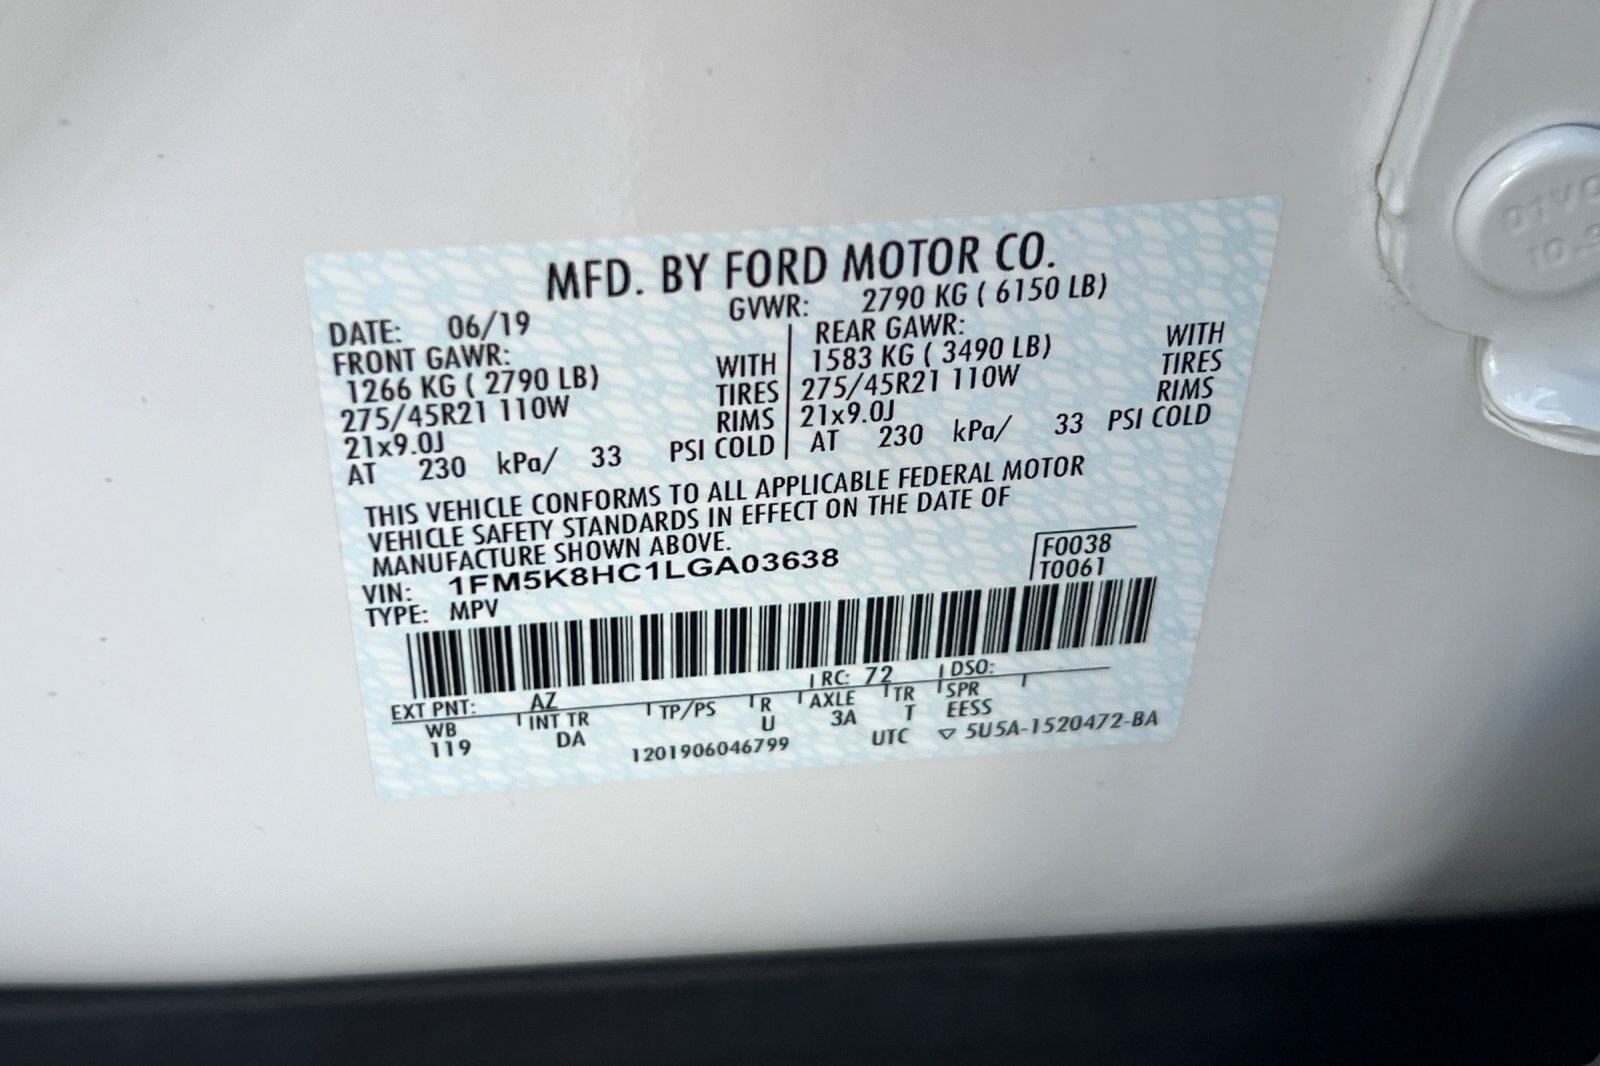 MFD. BY FORD MOTOR CO.
DATE: 06/19 GVWR: 2790 KG ( 6150 LB)
FRONT GAWR: WITH
1266 KG ( 2790 LB) TIRES
275/45R21 110W RIMS
21x9.0J
AT 230 kPa/ 33 PSI COLD
REAR GAWR: WITH
1583 KG ( 3490 LB) TIRES
275/45R21 110W RIMS
21x9.0J
AT 230 kPa/ 33 PSI COLD
THIS VEHICLE CONFORMS TO ALL APPLICABLE FEDERAL MOTOR
VEHICLE SAFETY STANDARDS IN EFFECT ON THE DATE OF
MANUFACTURE SHOWN ABOVE.
VIN: 1FM5K8HC1LGA03638
TYPE: MPV
F0038
T0061
EXT PNT: AZ RC: 72 DSO:
WB INT TR TP/PS R AXLE TR SPR
119 DA U 3A T EESS
1201906046799 UTC ▽ 5U5A-1520472-BA